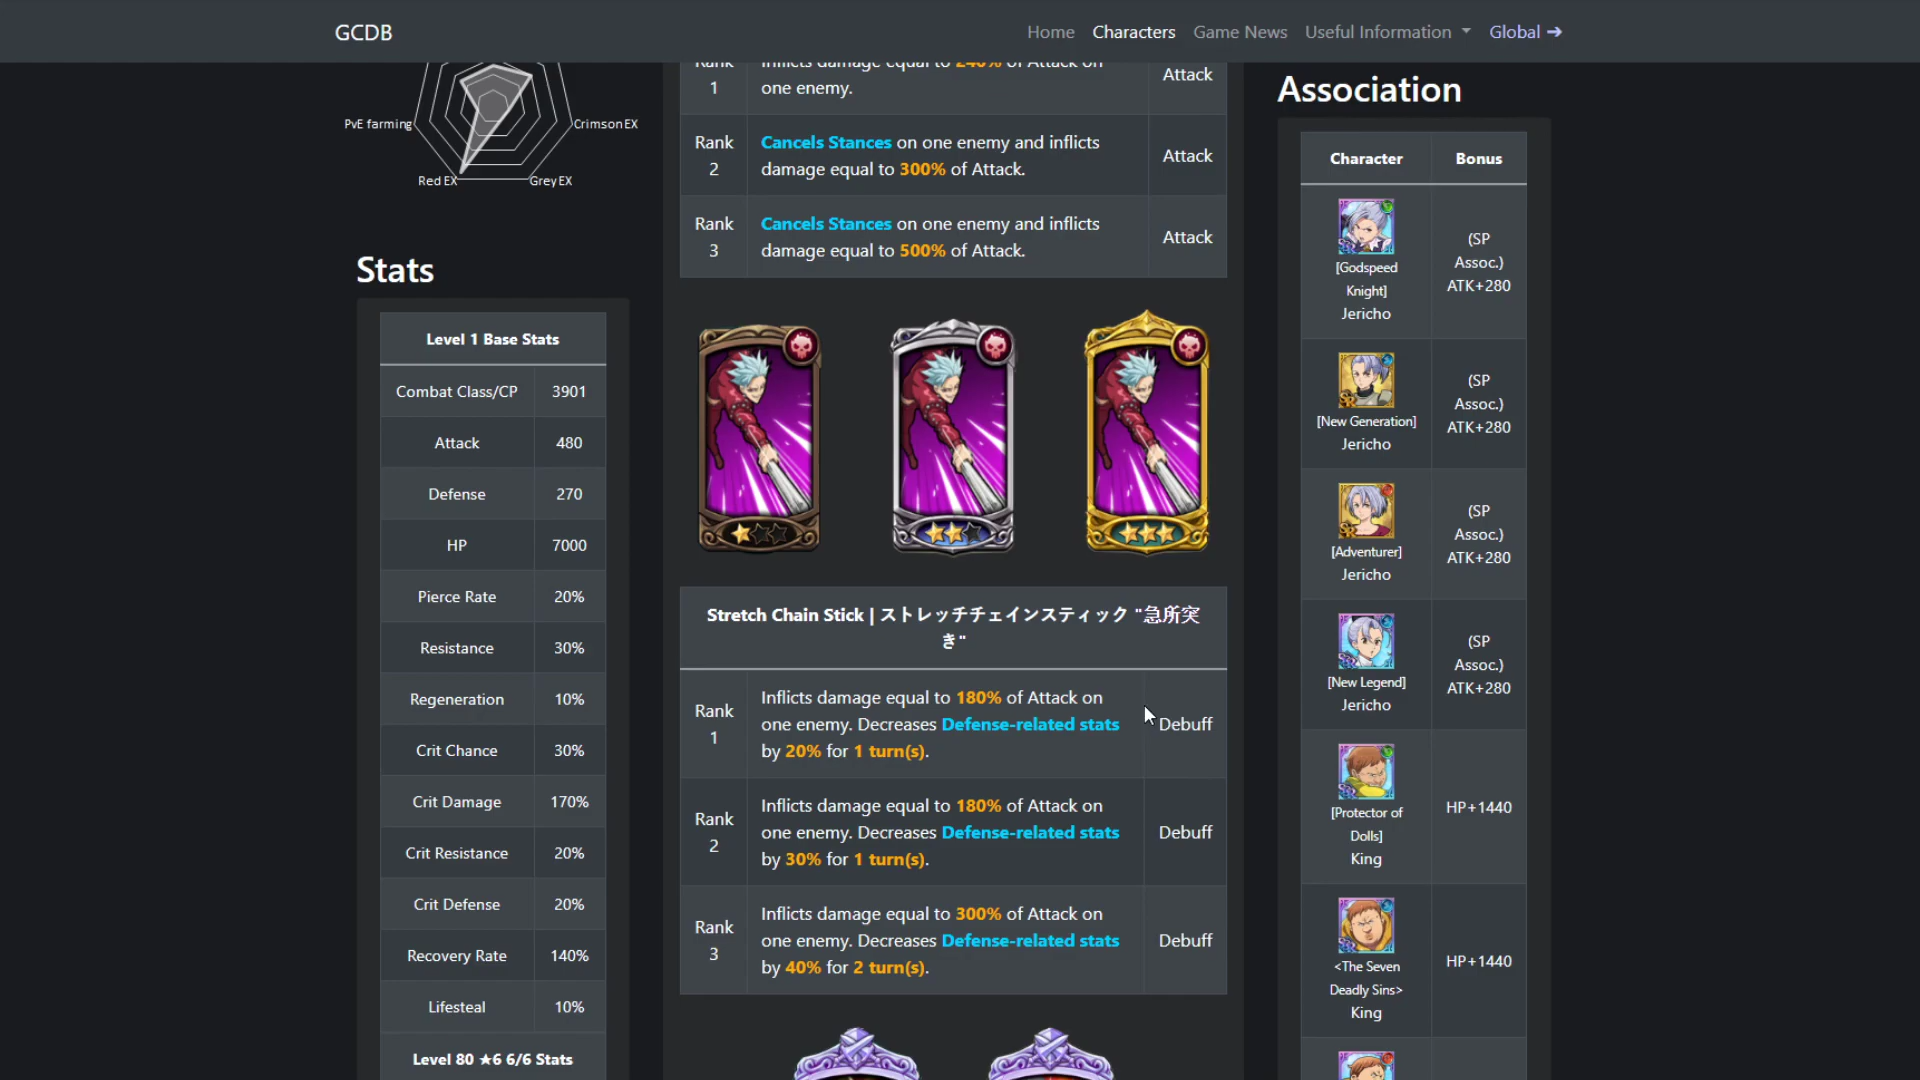 GCDB
Home Characters Game News Useful Information Global ➔
PvE farming
Crimson EX
Red EX
Grey EX
Stats
Level 1 Base Stats
Combat Class/CP 3901
Attack 480
Defense 270
HP 7000
Pierce Rate 20%
Resistance 30%
Regeneration 10%
Crit Chance 30%
Crit Damage 170%
Crit Resistance 20%
Crit Defense 20%
Recovery Rate 140%
Lifesteal 10%
Level 80 ★6 6/6 Stats
Rank
1
Inflicts damage equal to 240% of Attack on
one enemy.
Attack
Rank
2
Cancels Stances on one enemy and inflicts
damage equal to 300% of Attack.
Attack
Rank
3
Cancels Stances on one enemy and inflicts
damage equal to 500% of Attack.
Attack
Stretch Chain Stick | ストレッチチェインスティック "急所突
き"
Rank
1
Inflicts damage equal to 180% of Attack on
one enemy. Decreases Defense-related stats
by 20% for 1 turn(s).
Debuff
Rank
2
Inflicts damage equal to 180% of Attack on
one enemy. Decreases Defense-related stats
by 30% for 1 turn(s).
Debuff
Rank
3
Inflicts damage equal to 300% of Attack on
one enemy. Decreases Defense-related stats
by 40% for 2 turn(s).
Debuff
Association
Character Bonus
[Godspeed
Knight]
Jericho
(SP
Assoc.)
ATK+280
[New Generation]
Jericho
(SP
Assoc.)
ATK+280
[Adventurer]
Jericho
(SP
Assoc.)
ATK+280
[New Legend]
Jericho
(SP
Assoc.)
ATK+280
[Protector of
Dolls]
King
HP+1440
<The Seven
Deadly Sins>
King
HP+1440